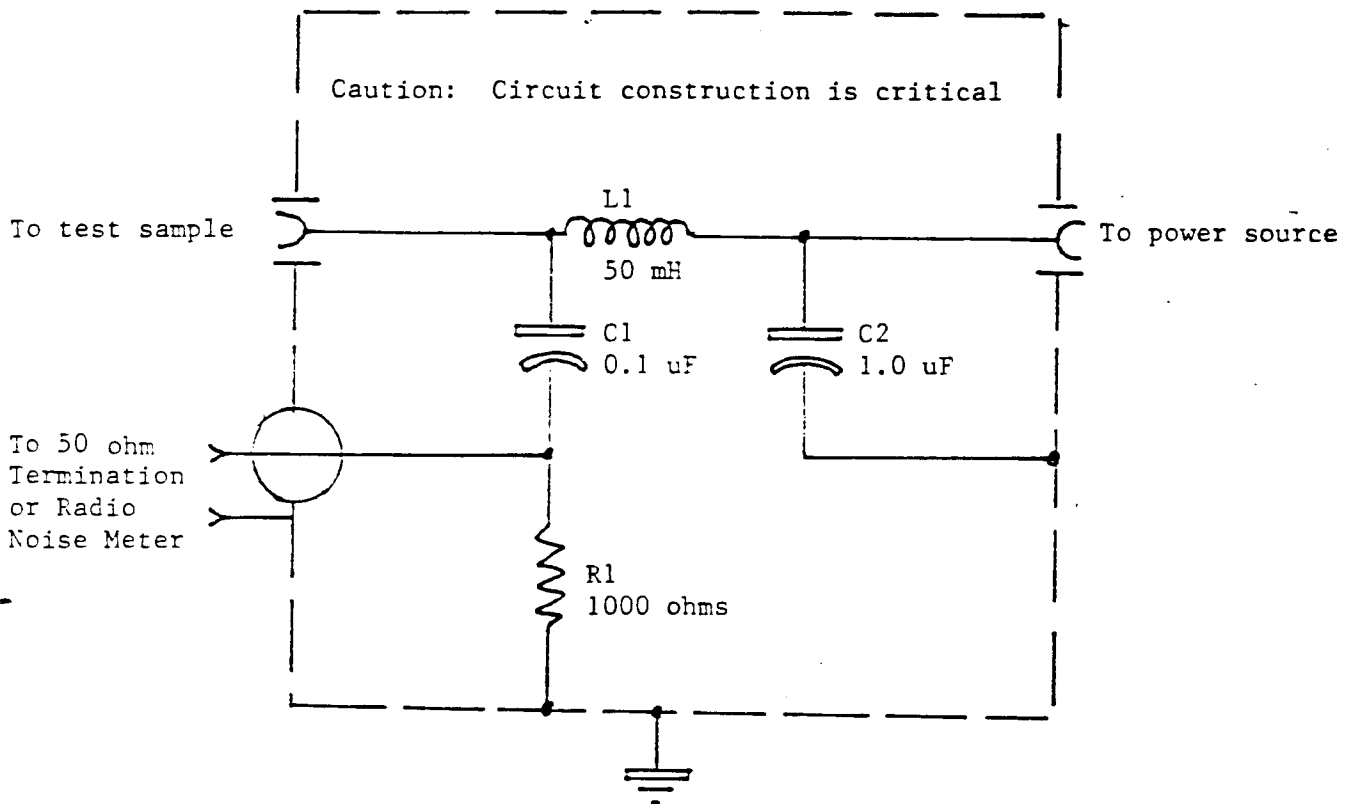 Caution: Circuit construction is critical
To test sample
L1
50 mH
To power source
C1
0.1 uF
C2
1.0 uF
To 50 ohm
Termination
or Radio
Noise Meter
R1
1000 ohms